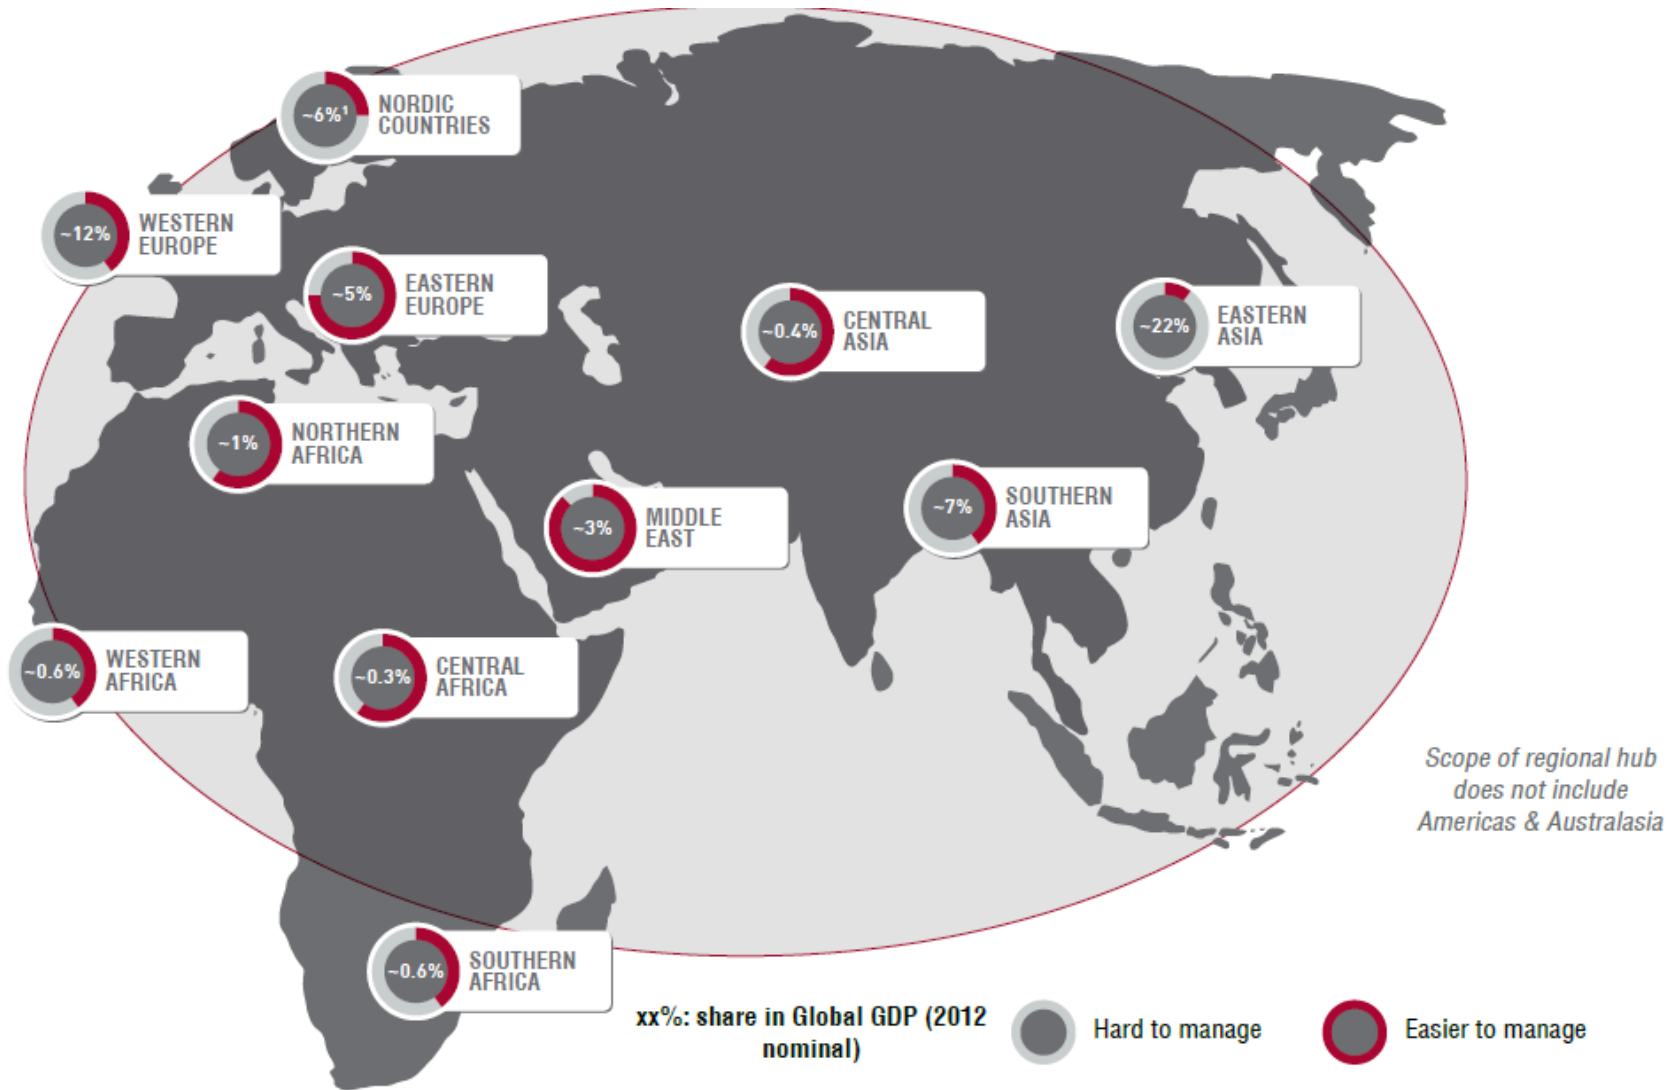 ~6%¹
NORDIC
COUNTRIES
~12%
WESTERN
EUROPE
~5%
EASTERN
EUROPE
~0.4%
CENTRAL
ASIA
~22%
EASTERN
ASIA
~1%
NORTHERN
AFRICA
~3%
MIDDLE
EAST
~7%
SOUTHERN
ASIA
~0.6%
WESTERN
AFRICA
~0.3%
CENTRAL
AFRICA
Scope of regional hub
does not include
Americas & Australasia
~0.6%
SOUTHERN
AFRICA
xx%: share in Global GDP (2012
nominal)
Hard to manage
Easier to manage